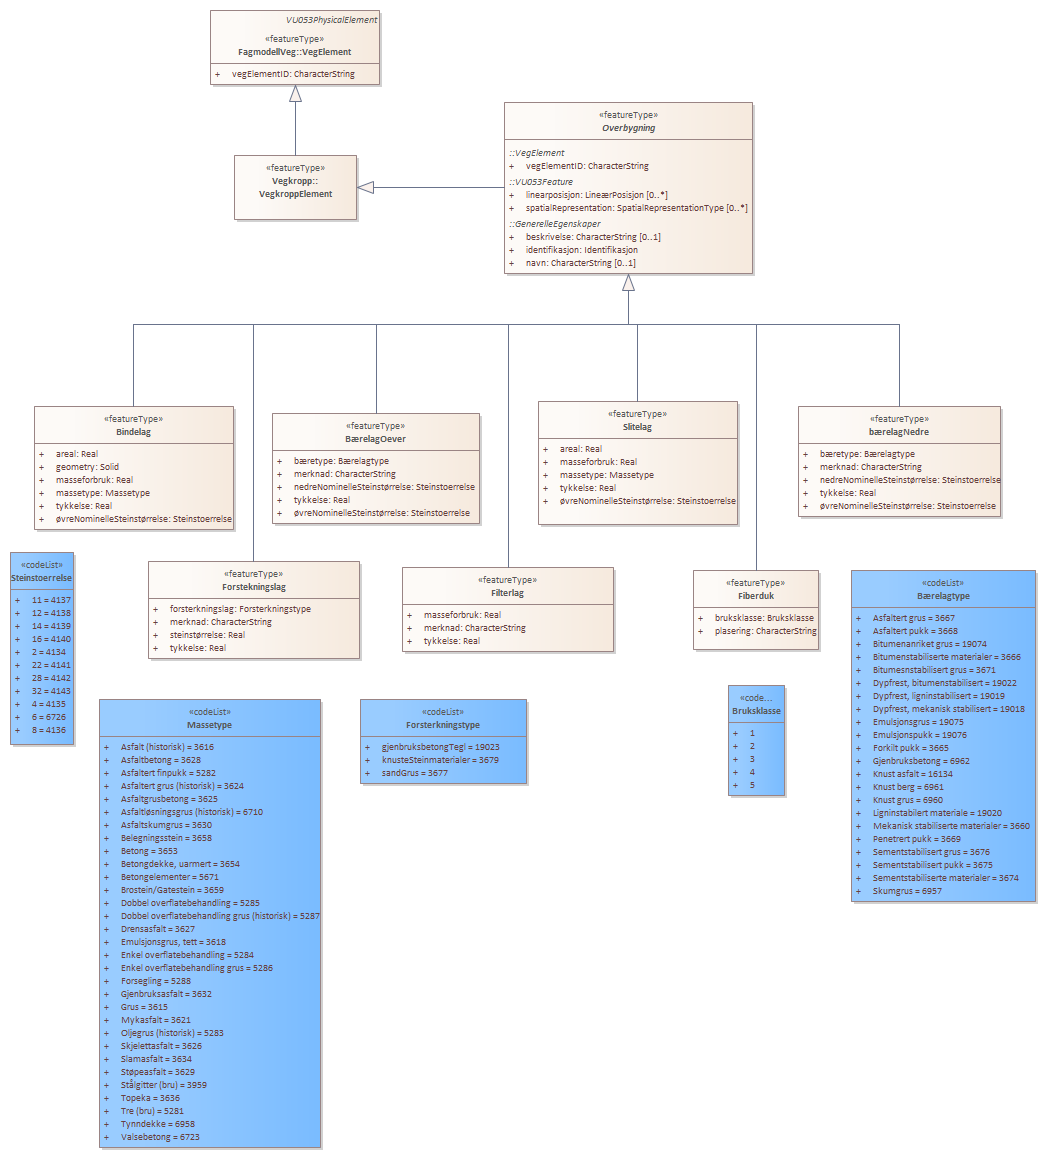 VU053PhysicalElement
«featureType»
FagmodellVeg::VegElement
+ vegElementID: CharacterString
«featureType»
Vegkropp::
VegkroppElement
«featureType»
Overbygning
::VegElement
+ vegElementID: CharacterString
::VU053Feature
+ linearposisjon: LineærPosisjon [0..*]
+ spatialRepresentation: SpatialRepresentationType [0..*]
::GenerelleEgenskaper
+ beskrivelse: CharacterString [0..1]
+ identifikasjon: Identifikasjon
+ navn: CharacterString [0..1]
«featureType»
Bindelag
+ areal: Real
+ geometry: Solid
+ masseforbruk: Real
+ massetype: Massetype
+ tykkelse: Real
+ øvreNominelleSteinstørrelse: Steinstoerrelse
«featureType»
BærelagOever
+ bæretype: Bærelagtype
+ merknad: CharacterString
+ nedreNominelleSteinstørrelse: Steinstoerrelse
+ tykkelse: Real
+ øvreNominelleSteinstørrelse: Steinstoerrelse
«featureType»
Slitelag
+ areal: Real
+ masseforbruk: Real
+ massetype: Massetype
+ tykkelse: Real
+ øvreNominelleSteinstørrelse: Steinstoerrelse
«featureType»
bærelagNedre
+ bæretype: Bærelagtype
+ merknad: CharacterString
+ nedreNominelleSteinstørrelse: Steinstoerrelse
+ tykkelse: Real
+ øvreNominelleSteinstørrelse: Steinstoerrelse
«codeList»
Steinstoerrelse
+ 11 = 4137
+ 12 = 4138
+ 14 = 4139
+ 16 = 4140
+ 2 = 4134
+ 22 = 4141
+ 28 = 4142
+ 32 = 4143
+ 4 = 4135
+ 6 = 6726
+ 8 = 4136
«featureType»
Forstekningslag
+ forsterkningslag: Forsterkningstype
+ merknad: CharacterString
+ steinstørrelse: Real
+ tykkelse: Real
«featureType»
Filterlag
+ masseforbruk: Real
+ merknad: CharacterString
+ tykkelse: Real
«featureType»
Fiberduk
+ bruksklasse: Bruksklasse
+ plasering: CharacterString
«codeList»
Bærelagtype
+ Asfaltert grus = 3667
+ Asfaltert pukk = 3668
+ Bitumenanriket grus = 19074
+ Bitumenstabiliserte materialer = 3666
+ Bitumesnstabilisert grus = 3671
+ Dypfrest, bitumenstabilisert = 19022
+ Dypfrest, ligninstabilisert = 19019
+ Dypfrest, mekanisk stabilisert = 19018
+ Emulsjonsgrus = 19075
+ Emulsjonspukk = 19076
+ Forkilt pukk = 3665
+ Gjenbruksbetong = 6962
+ Knust asfalt = 16134
+ Knust berg = 6961
+ Knust grus = 6960
+ Ligninstabilert materiale = 19020
+ Mekanisk stabiliserte materialer = 3660
+ Penetrert pukk = 3669
+ Sementstabilisert grus = 3676
+ Sementstabilisert pukk = 3675
+ Sementstabiliserte materialer = 3674
+ Skumgrus = 6957
«codeList»
Massetype
+ Asfalt (historisk) = 3616
+ Asfaltbetong = 3628
+ Asfaltert finpukk = 5282
+ Asfaltert grus (historisk) = 3624
+ Asfaltgrusbetong = 3625
+ Asfaltløsningsgrus (historisk) = 6710
+ Asfaltskumgrus = 3630
+ Belegningsstein = 3658
+ Betong = 3653
+ Betongdekke, uarmert = 3654
+ Betongelementer = 5671
+ Brostein/Gatestein = 3659
+ Dobbel overflatebehandling = 5285
+ Dobbel overflatebehandling grus (historisk) = 5287
+ Drensasfalt = 3627
+ Emulsjonsgrus, tett = 3618
+ Enkel overflatebehandling = 5284
+ Enkel overflatebehandling grus = 5286
+ Forsegling = 5288
+ Gjenbruksasfalt = 3632
+ Grus = 3615
+ Mykasfalt = 3621
+ Oljegrus (historisk) = 5283
+ Skjelettasfalt = 3626
+ Slamasfalt = 3634
+ Støpeasfalt = 3629
+ Stålgitter (bru) = 3959
+ Topeka = 3636
+ Tre (bru) = 5281
+ Tynndekke = 6958
+ Valsebetong = 6723
«codeList»
Forsterkningstype
+ gjenbruksbetongTegl = 19023
+ knusteSteinmaterialer = 3679
+ sandGrus = 3677
«code...
Bruksklasse
+ 1
+ 2
+ 3
+ 4
+ 5